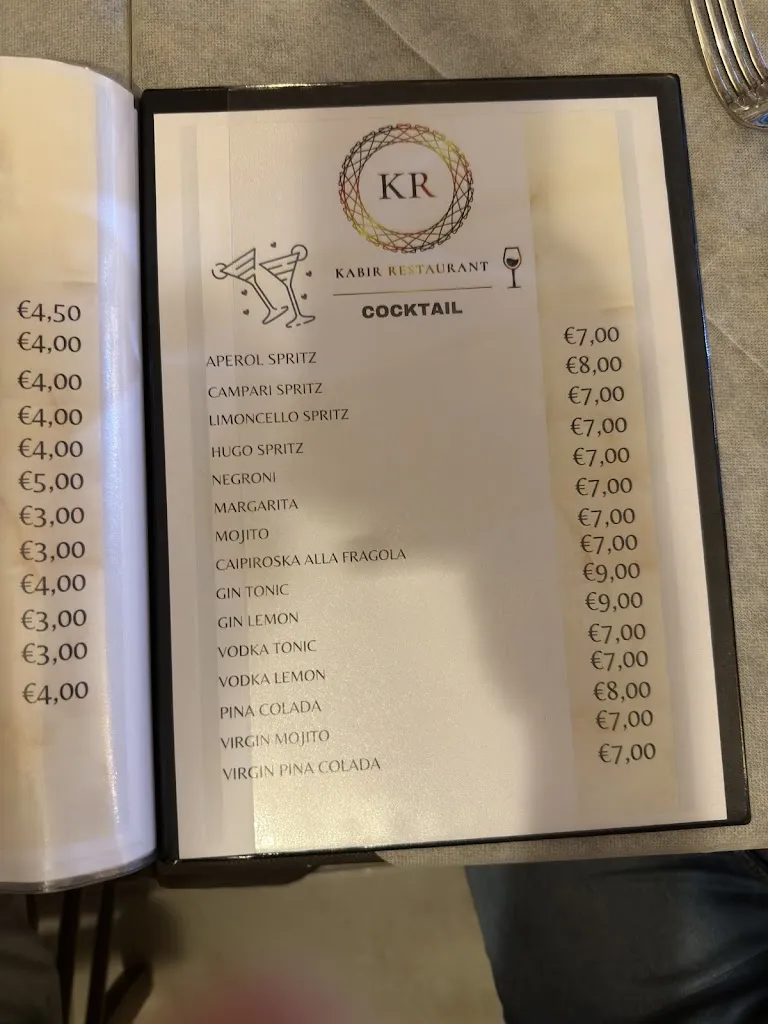 €4,50
€4,00
€4,00
€4,00
€4,00
€5,00
€3,00
€3,00
€4,00
€3,00
€3,00
€4,00
KR
KABIR RESTAURANT
COCKTAIL
APEROL SPRITZ €7,00
CAMPARI SPRITZ €8,00
LIMONCELLO SPRITZ €7,00
HUGO SPRITZ €7,00
NEGRONI €7,00
MARGARITA €7,00
MOJITO €7,00
CAIPIROSKA ALLA FRAGOLA €7,00
GIN TONIC €9,00
GIN LEMON €9,00
VODKA TONIC €7,00
VODKA LEMON €7,00
PINA COLADA €8,00
VIRGIN MOJITO €7,00
VIRGIN PINA COLADA €7,00